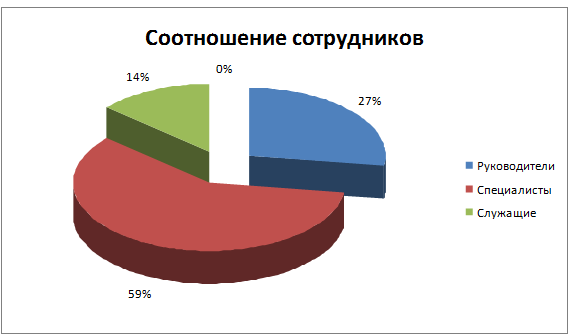 Соотношение сотрудников
0%
14%
27%
Руководители
Специалисты
Служащие
59%